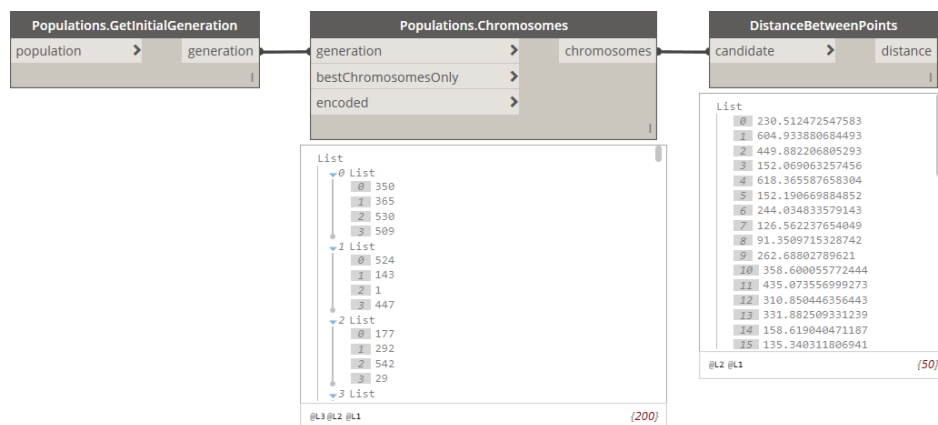 Populations.GetInitialGeneration
population > generation
l
Populations.Chromosomes
generation > chromosomes
bestChromosomesOnly >
encoded >
l
List
0 List
0 350
1 365
2 530
3 509
1 List
0 524
1 143
2 1
3 447
2 List
0 177
1 292
2 542
3 29
3 List
@L3 @L2 @L1 {200}
DistanceBetweenPoints
candidate > distance
l
List
0 230.512472547583
1 604.933880684493
2 449.882206805293
3 152.069063257456
4 618.365587658304
5 152.190669884852
6 244.034833579143
7 126.562237654049
8 91.3509715328742
9 262.68802789621
10 358.600055772444
11 435.073556999273
12 310.850446356443
13 331.882509331239
14 158.619040471187
15 135.340311806941
@L2 @L1 {50}